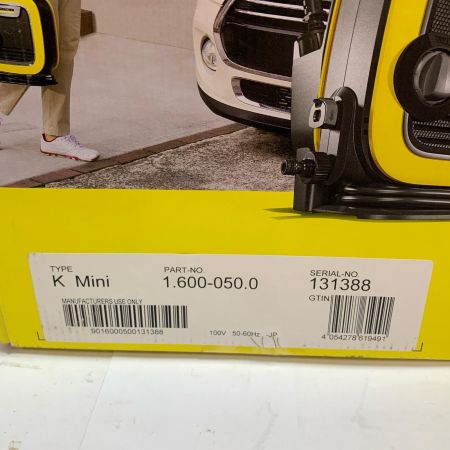 TYPE
K Mini
PART-NO
1.600-050.0
SERIAL-NO.
131388
MANUFACTURERS USE ONLY
9016000500131388
100V 50-60Hz JP
GTIN
4 054278 619491